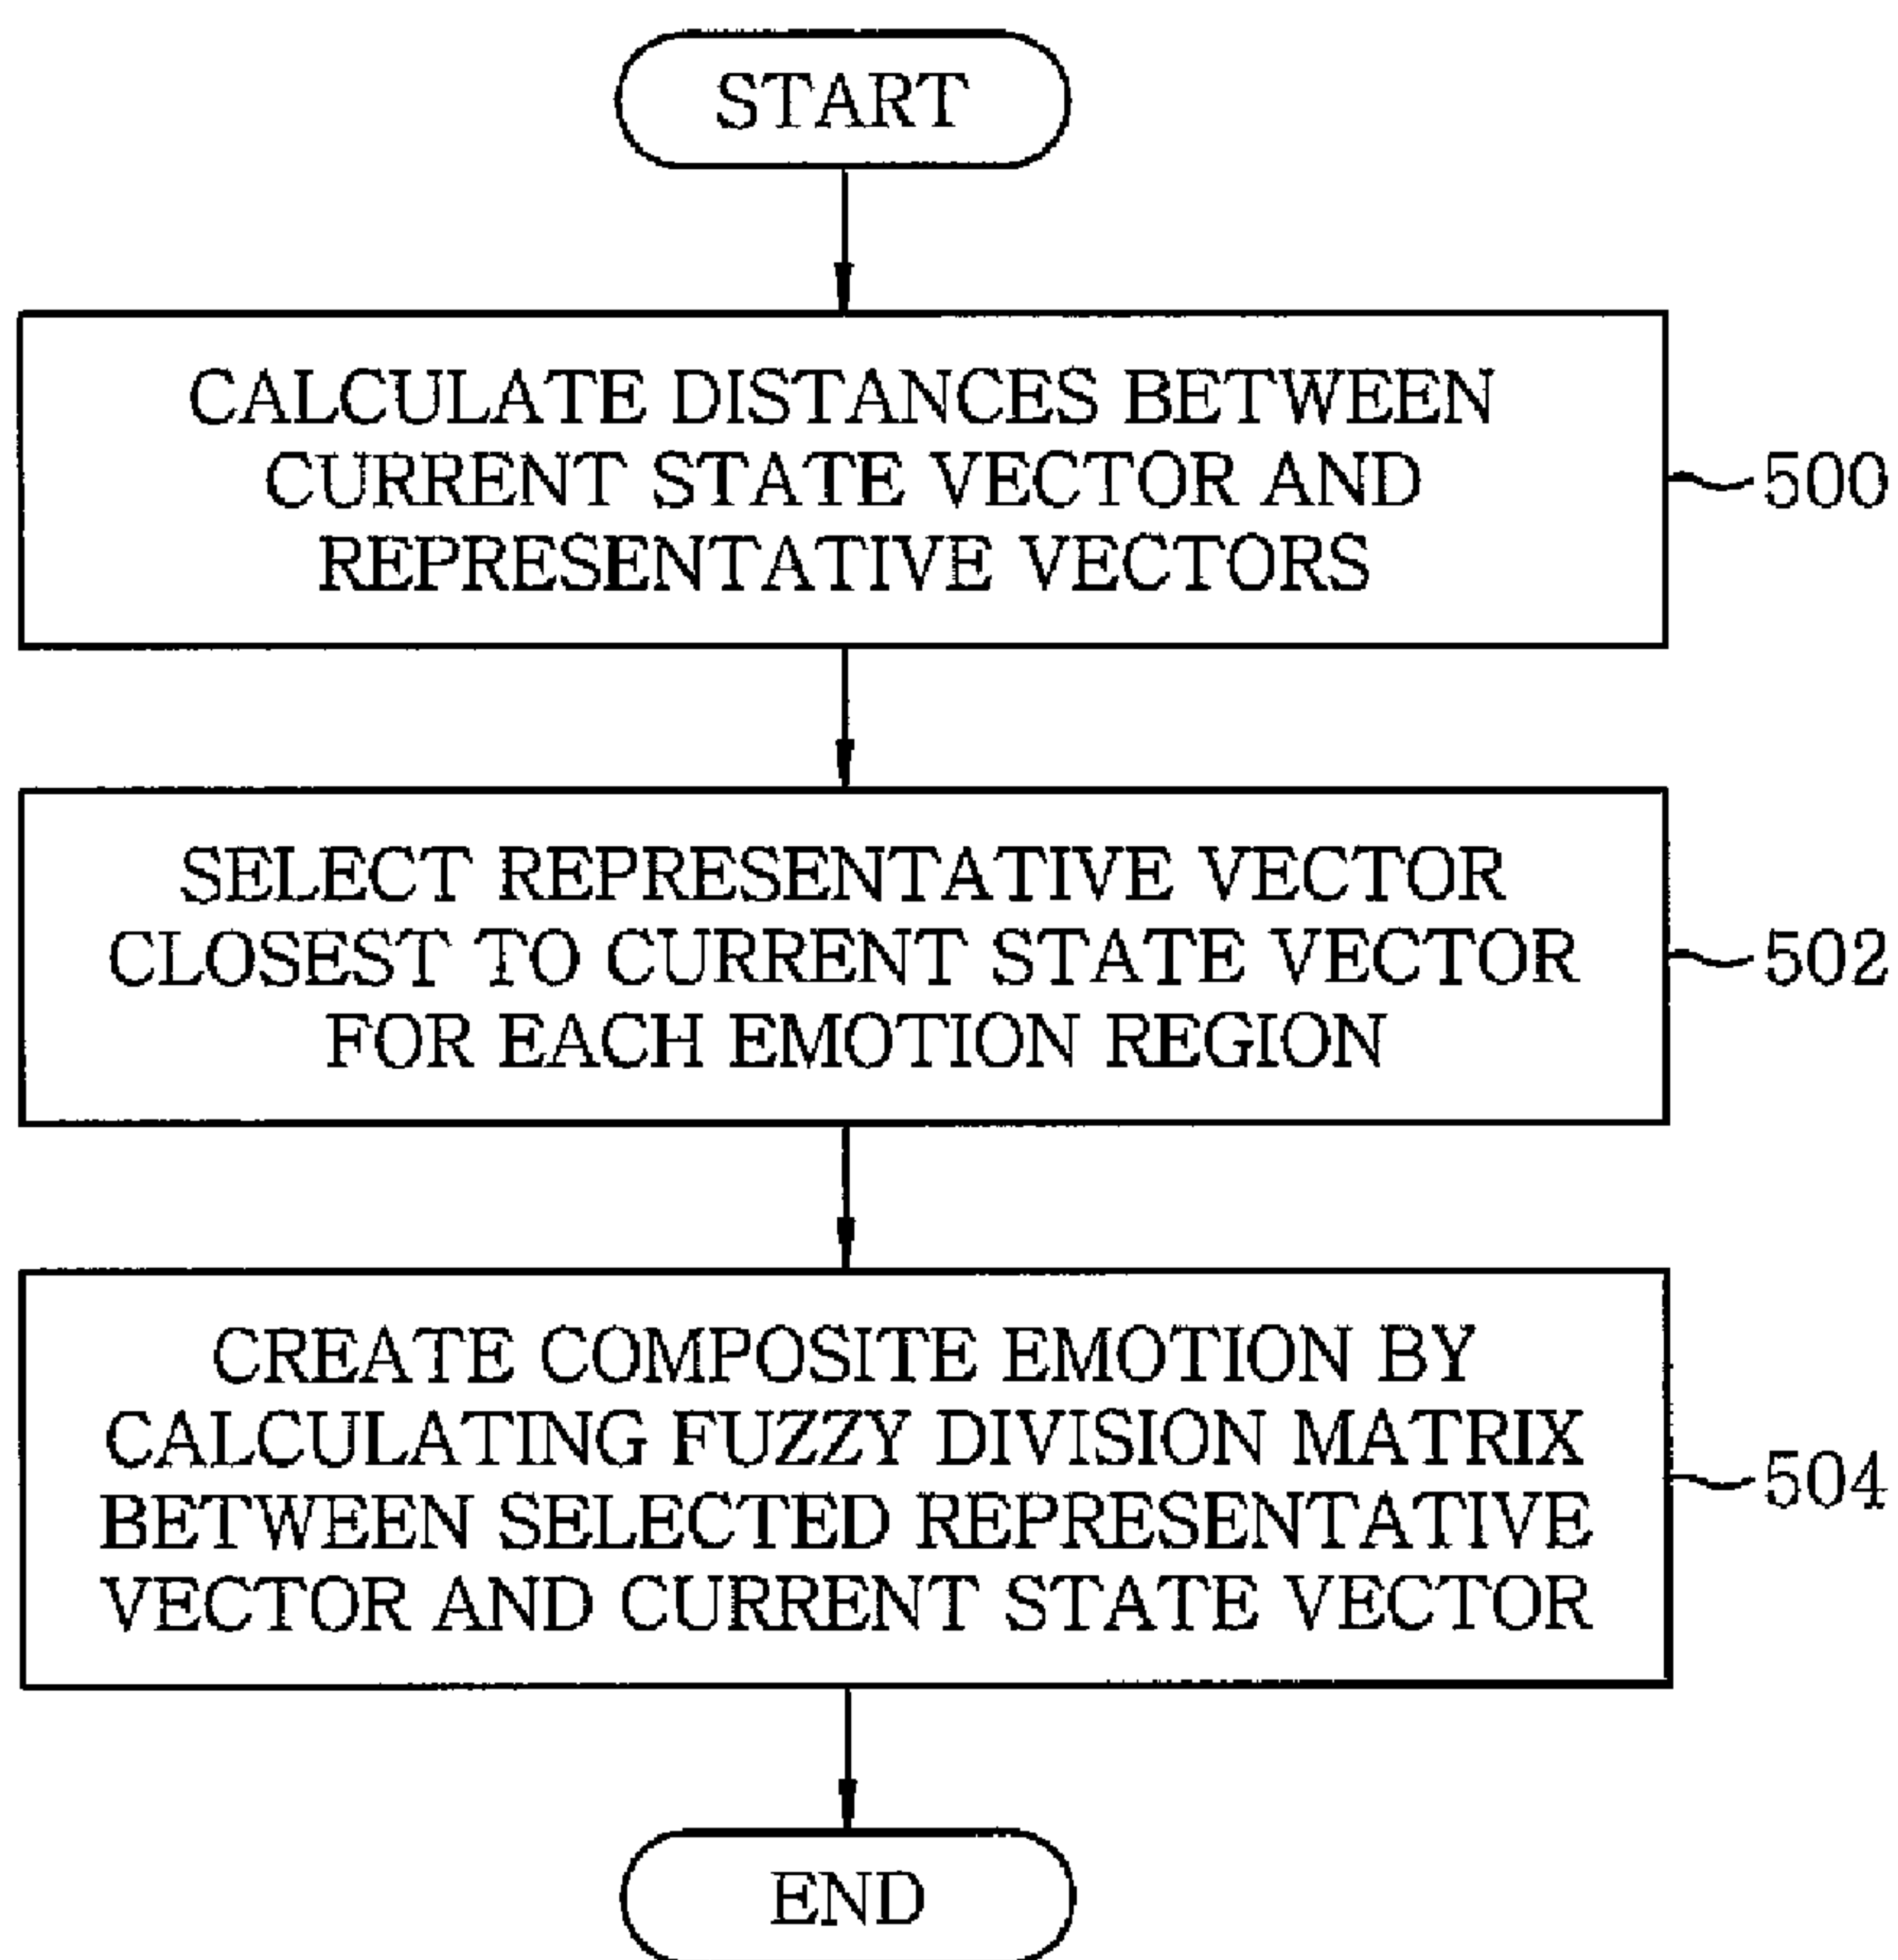 START
CALCULATE DISTANCES BETWEEN
CURRENT STATE VECTOR AND
REPRESENTATIVE VECTORS
500
SELECT REPRESENTATIVE VECTOR
CLOSEST TO CURRENT STATE VECTOR
FOR EACH EMOTION REGION
502
CREATE COMPOSITE EMOTION BY
CALCULATING FUZZY DIVISION MATRIX
BETWEEN SELECTED REPRESENTATIVE
VECTOR AND CURRENT STATE VECTOR
504
END